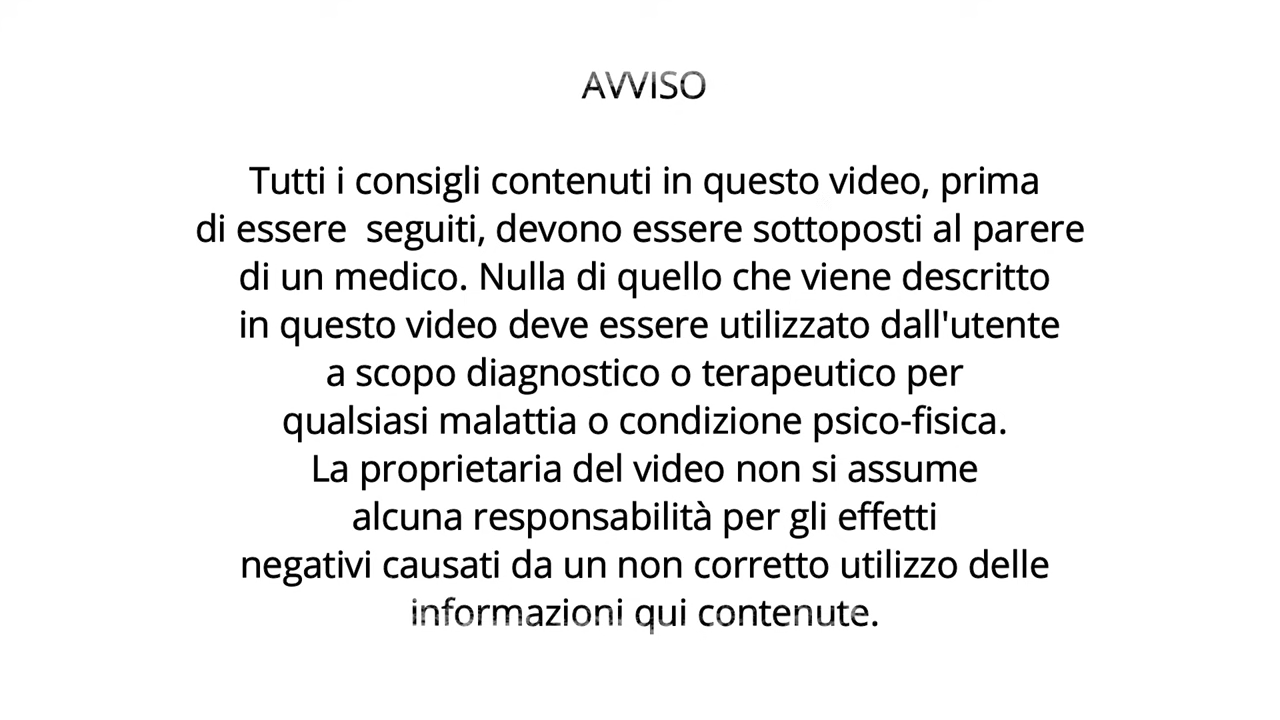 AVVISO
Tutti i consigli contenuti in questo video, prima
di essere  seguiti, devono essere sottoposti al parere
di un medico. Nulla di quello che viene descritto
in questo video deve essere utilizzato dall'utente
a scopo diagnostico o terapeutico per
qualsiasi malattia o condizione psico-fisica.
La proprietaria del video non si assume
alcuna responsabilità per gli effetti
negativi causati da un non corretto utilizzo delle
informazioni qui contenute.